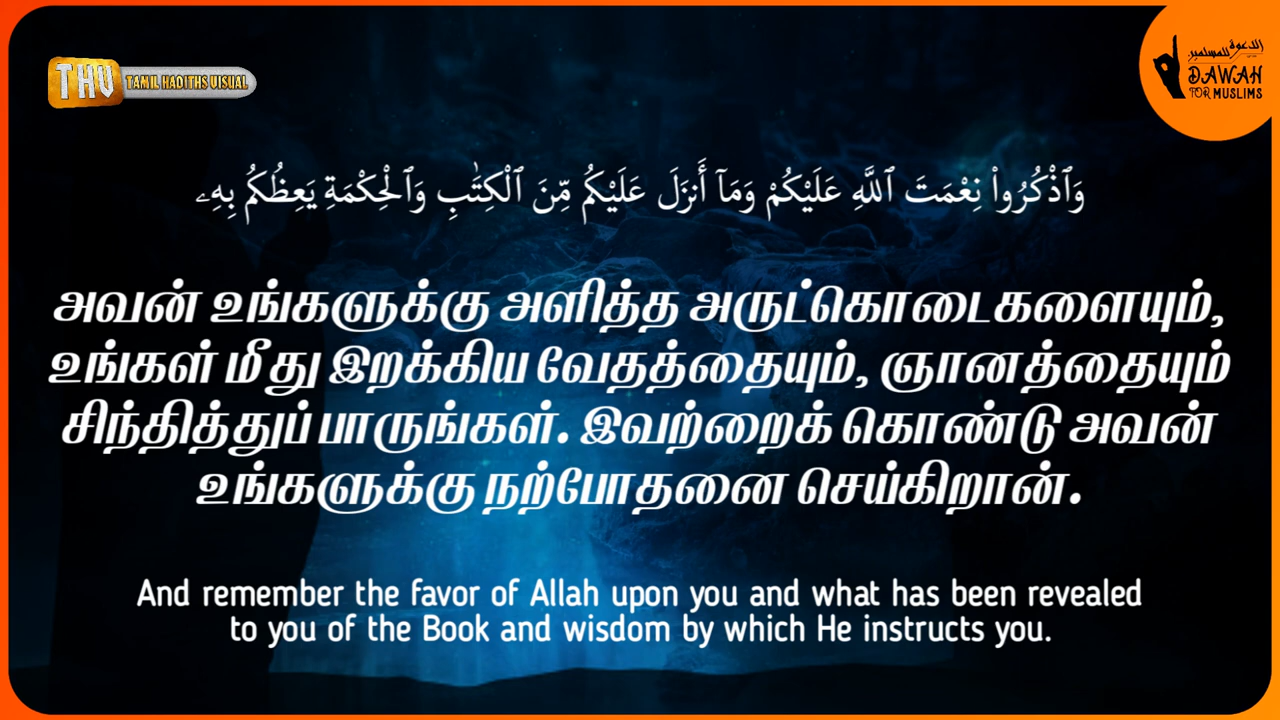 THV TAMIL HADITHS VISUAL
الدعوة للمسلمين
DAWAH
FOR MUSLIMS
وَٱذْكُرُوا۟ نِعْمَتَ ٱللَّهِ عَلَيْكُمْ وَمَآ أَنزَلَ عَلَيْكُم مِّنَ ٱلْكِتَٰبِ وَٱلْحِكْمَةِ يَعِظُكُم بِهِۦ
அவன் உங்களுக்கு அளித்த அருட்கொடைகளையும்,
உங்கள் மீது இறக்கிய வேதத்தையும், ஞானத்தையும்
சிந்தித்துப் பாருங்கள். இவற்றைக் கொண்டு அவன்
உங்களுக்கு நற்போதனை செய்கிறான்.
And remember the favor of Allah upon you and what has been revealed
to you of the Book and wisdom by which He instructs you.